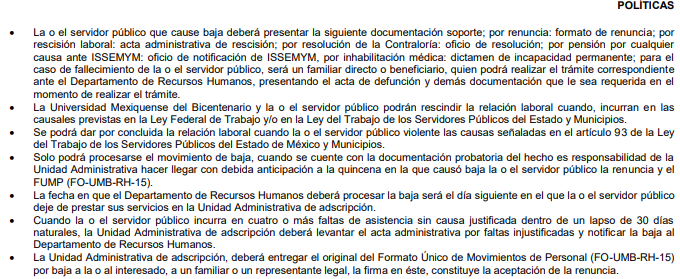 POLÍTICAS
• La o el servidor público que cause baja deberá presentar la siguiente documentación soporte; por renuncia: formato de renuncia; por
rescisión laboral: acta administrativa de rescisión; por resolución de la Contraloría: oficio de resolución; por pensión por cualquier
causa ante ISSEMYM: oficio de notificación de ISSEMYM, por inhabilitación médica: dictamen de incapacidad permanente; para el
caso de fallecimiento de la o el servidor público, será un familiar directo o beneficiario, quien podrá realizar el trámite correspondiente
ante el Departamento de Recursos Humanos, presentando el acta de defunción y demás documentación que le sea requerida en el
momento de realizar el trámite.
• La Universidad Mexiquense del Bicentenario y la o el servidor público podrán rescindir la relación laboral cuando, incurran en las
causales previstas en la Ley Federal de Trabajo y/o en la Ley del Trabajo de los Servidores Públicos del Estado y Municipios.
• Se podrá dar por concluida la relación laboral cuando la o el servidor público violente las causas señaladas en el artículo 93 de la Ley
del Trabajo de los Servidores Públicos del Estado de México y Municipios.
• Solo podrá procesarse el movimiento de baja, cuando se cuente con la documentación probatoria del hecho es responsabilidad de la
Unidad Administrativa hacer llegar con debida anticipación a la quincena en la que causó baja la o el servidor público la renuncia y el
FUMP (FO-UMB-RH-15).
• La fecha en que el Departamento de Recursos Humanos deberá procesar la baja será el día siguiente en el que la o el servidor público
deje de prestar sus servicios en la Unidad Administrativa de adscripción.
• Cuando la o el servidor público incurra en cuatro o más faltas de asistencia sin causa justificada dentro de un lapso de 30 días
naturales, la Unidad Administrativa de adscripción deberá levantar el acta administrativa por faltas injustificadas y notificar la baja al
Departamento de Recursos Humanos.
• La Unidad Administrativa de adscripción, deberá entregar el original del Formato Único de Movimientos de Personal (FO-UMB-RH-15)
por baja a la o al interesado, a un familiar o un representante legal, la firma en éste, constituye la aceptación de la renuncia.